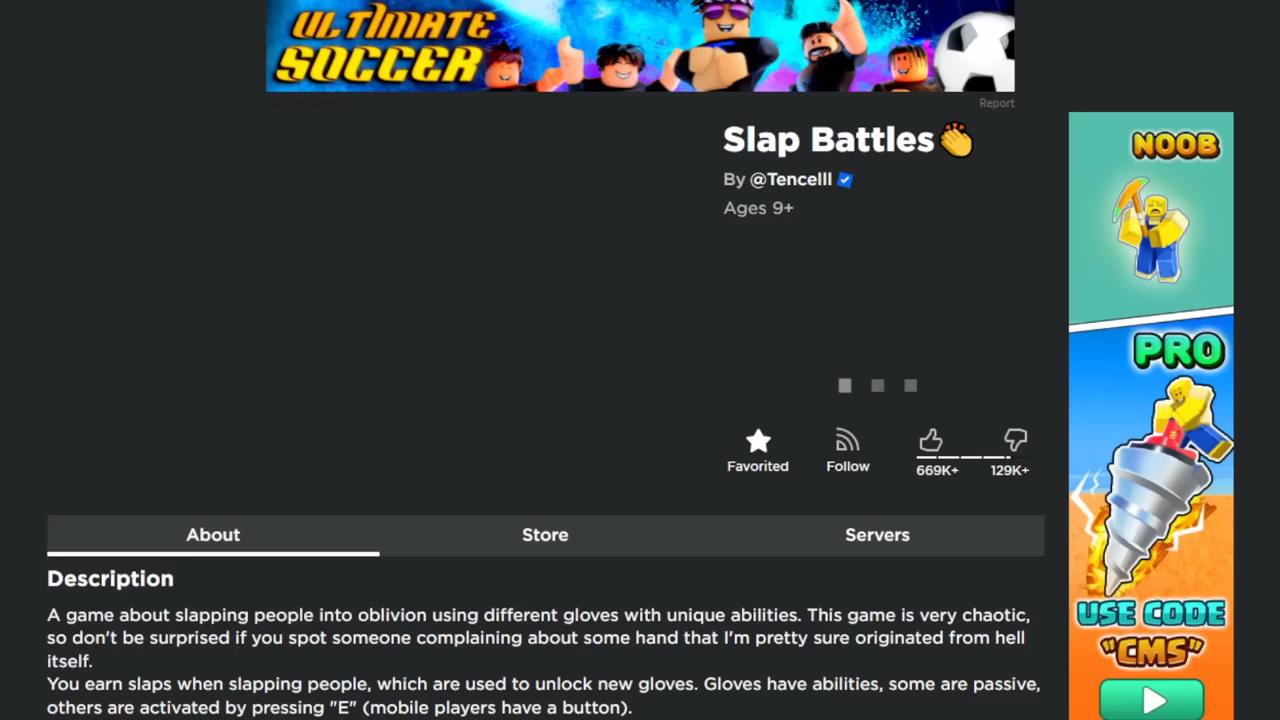 ULTIMATE
SOCCER
Report
Slap Battles
By @Tencelll
Ages 9+
Favorited
Follow
669K+
129K+
About
Store
Servers
Description
A game about slapping people into oblivion using different gloves with unique abilities. This game is very chaotic,
so don't be surprised if you spot someone complaining about some hand that I'm pretty sure originated from hell
itself.
You earn slaps when slapping people, which are used to unlock new gloves. Gloves have abilities, some are passive,
others are activated by pressing "E" (mobile players have a button).
NOOB
PRO
USE CODE
"CMS"